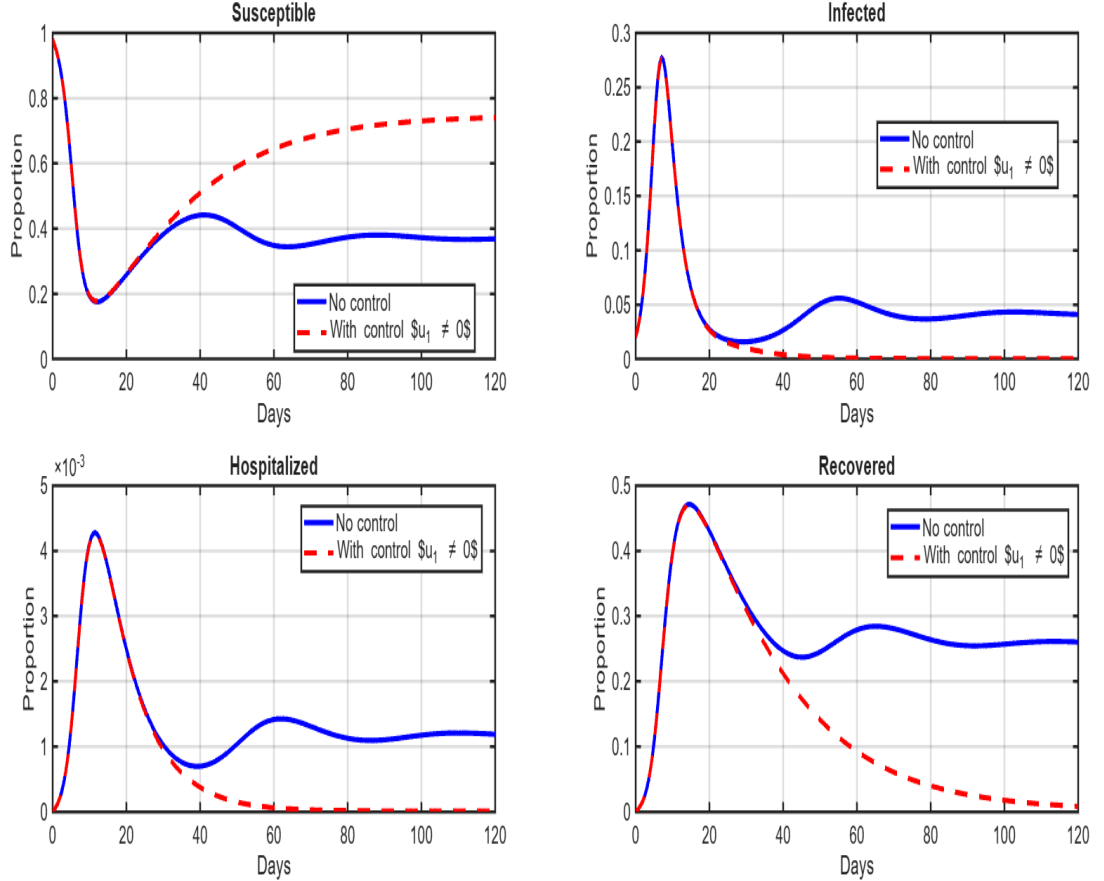 Susceptible
1
0.8
0.6
0.4
0.2
0
0 20 40 60 80 100 120
Proportion
Days
No control
With control $u₁ ≠ 0$
Infected
0.3
0.25
0.2
0.15
0.1
0.05
0
0 20 40 60 80 100 120
Proportion
Days
No control
With control $u₁ ≠ 0$
Hospitalized
×10⁻³
5
4
3
2
1
0
0 20 40 60 80 100 120
Proportion
Days
No control
With control $u₁ ≠ 0$
Recovered
0.5
0.4
0.3
0.2
0.1
0
0 20 40 60 80 100 120
Proportion
Days
No control
With control $u₁ ≠ 0$